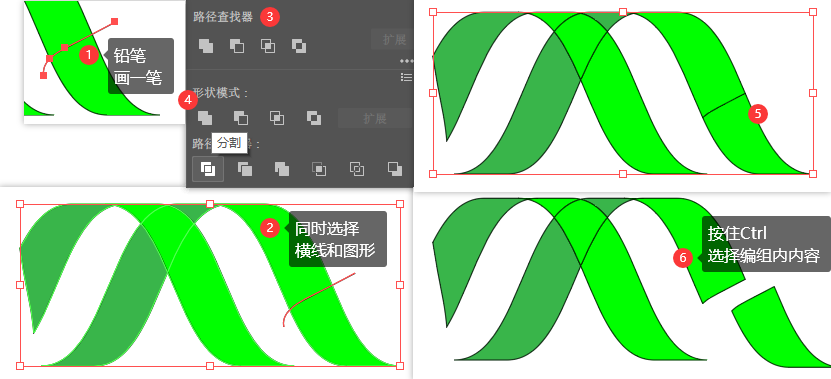 1
铅笔
画一笔
路径查找器
3
扩展
4
形状模式：
扩展
路径
器：
分割
5
2
同时选择
横线和图形
6
按住Ctrl
选择编组内内容